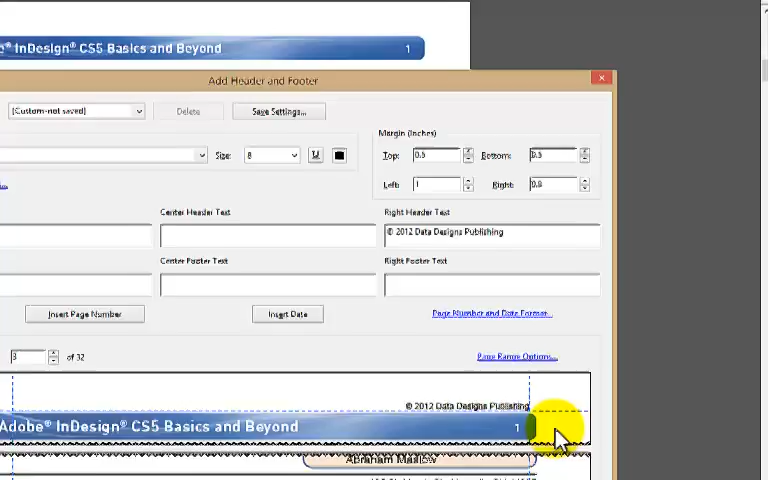 e® InDesign® CS5 Basics and Beyond 1
Add Header and Footer
[Custom-not saved] Delete Save Settings...
Size: 8 U
Margin (Inches)
Top: 0.5 Bottom: 0.5
Left: 1 Right: 0.8
Center Header Text Right Header Text
© 2012 Data Designs Publishing
Center Footer Text Right Footer Text
Insert Page Number Insert Date Page Number and Date Format...
3 of 32 Page Range Options...
© 2012 Data Designs Publishing
Adobe® InDesign® CS5 Basics and Beyond 1
Abraham Maslow